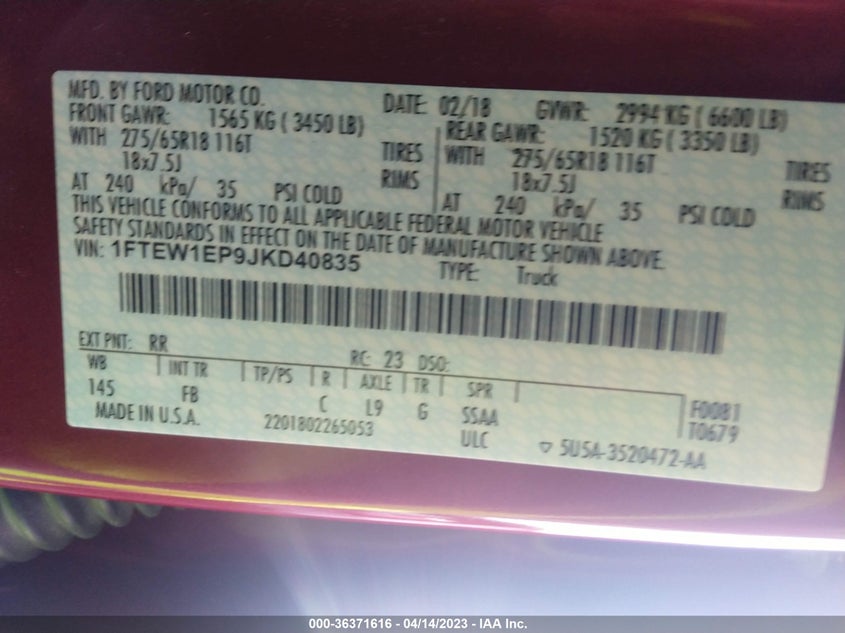 MFD. BY FORD MOTOR CO. DATE: 02/18 GVWR: 2994 KG ( 6600 LB)
FRONT GAWR: 1565 KG ( 3450 LB) REAR GAWR: 1520 KG ( 3350 LB)
WITH 275/65R18 116T TIRES WITH 275/65R18 116T TIRES
18x7.5J RIMS 18x7.5J RIMS
AT 240 kPa/ 35 PSI COLD AT 240 kPa/ 35 PSI COLD
THIS VEHICLE CONFORMS TO ALL APPLICABLE FEDERAL MOTOR VEHICLE
SAFETY STANDARDS IN EFFECT ON THE DATE OF MANUFACTURE SHOWN ABOVE.
VIN: 1FTEW1EP9JKD40835 TYPE: Truck
EXT PNT: RR RC: 23 DSO:
WB INT TR TP/PS R AXLE TR SPR
145 FB C L9 G SSAA F0081
MADE IN U.S.A. 2201802265053 ULC T0679
5U5A-3520472-AA
000-36371616 - 04/14/2023 - IAA Inc.